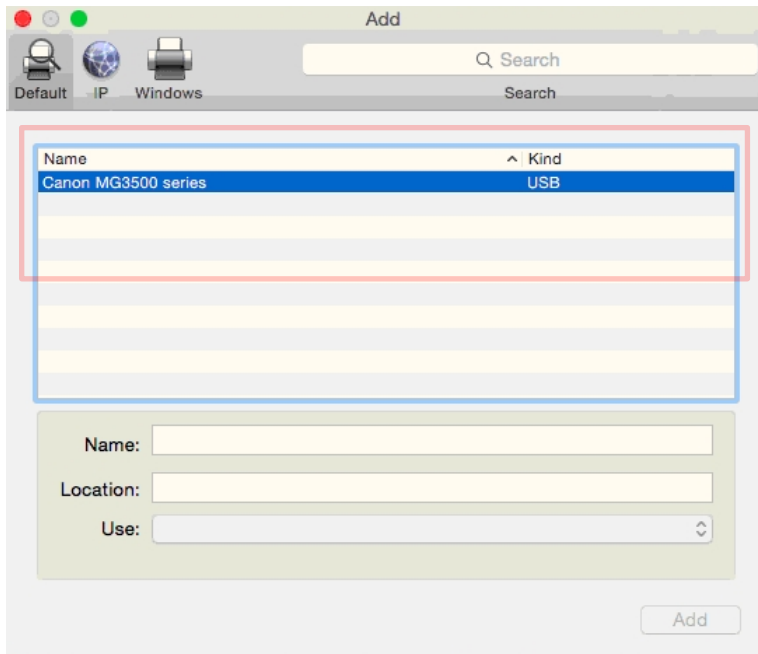 Add
Search
Default IP Windows Search
Name Kind
Canon MG3500 series USB
Name:
Location:
Use:
Add